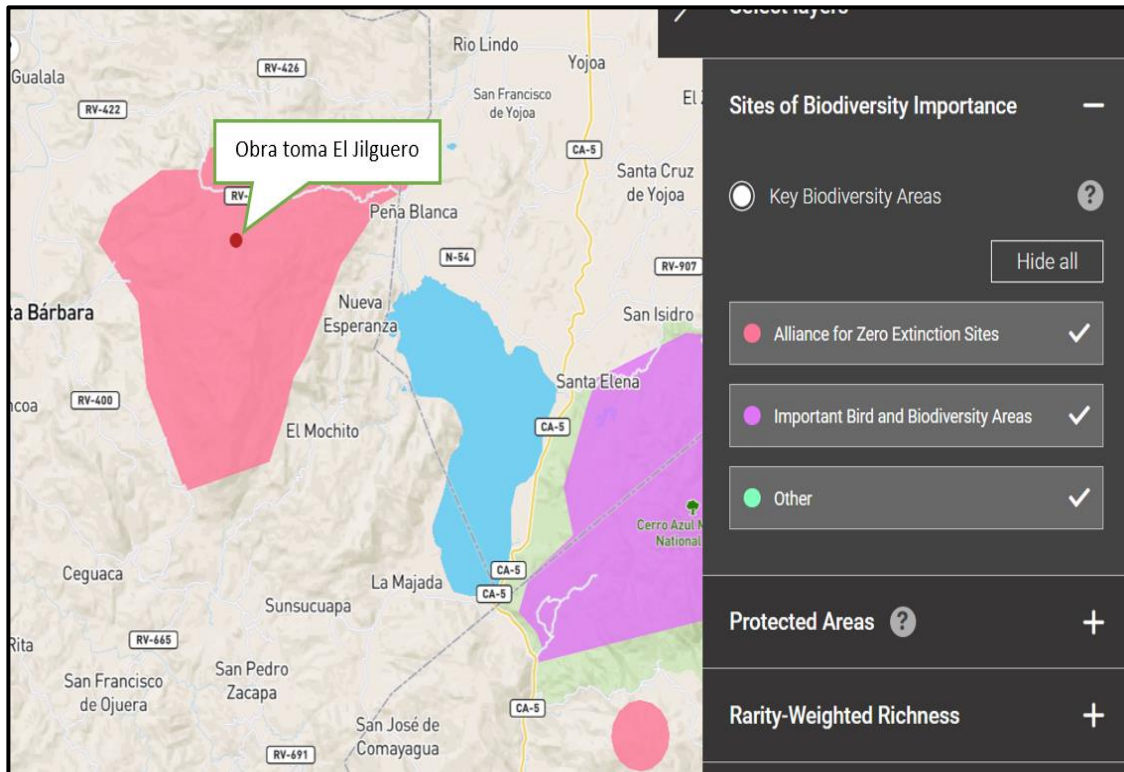 Select layers
Sites of Biodiversity Importance
Key Biodiversity Areas
?
Hide all
Alliance for Zero Extinction Sites
Important Bird and Biodiversity Areas
Other
Protected Areas ?
Rarity-Weighted Richness
Gualala
RV-426
Rio Lindo
Yojoa
RV-422
San Francisco
de Yojoa
Obra toma El Jilguero
CA-5
Santa Cruz
de Yojoa
Peña Blanca
N-54
RV-907
Nueva
Esperanza
San Isidro
Bárbara
Santa Elena
RV-400
CA-5
El Mochito
Cerro Azul
National
CA-5
CA-5
Ceguaca
La Majada
Sunsucuapa
RV-665
San Pedro
Zacapa
San Francisco
de Ojuera
CA-5
San José de
Comayagua
RV-691